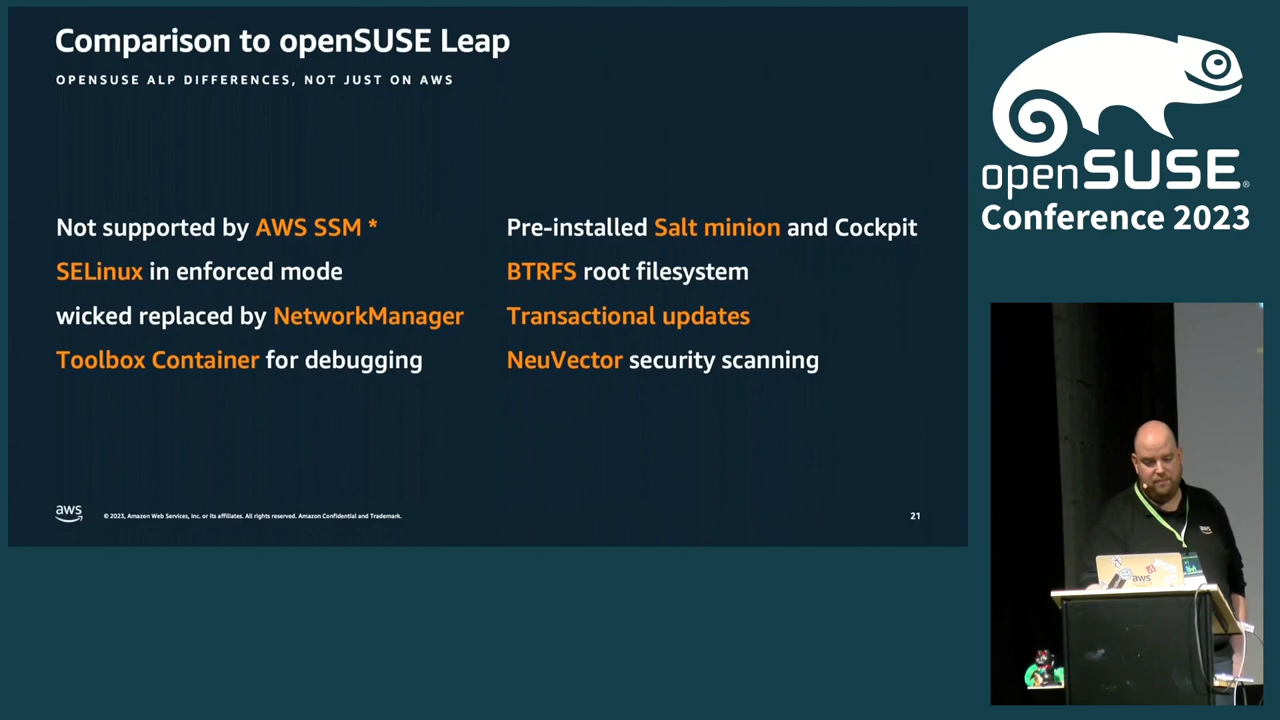 Comparison to openSUSE Leap
OPENSUSE ALP DIFFERENCES, NOT JUST ON AWS
Not supported by AWS SSM *
SELinux in enforced mode
wicked replaced by NetworkManager
Toolbox Container for debugging
Pre-installed Salt minion and Cockpit
BTRFS root filesystem
Transactional updates
NeuVector security scanning
aws
© 2023, Amazon Web Services, Inc. or its affiliates. All rights reserved. Amazon Confidential and Trademark.
21
openSUSE®
Conference 2023
aws
aws